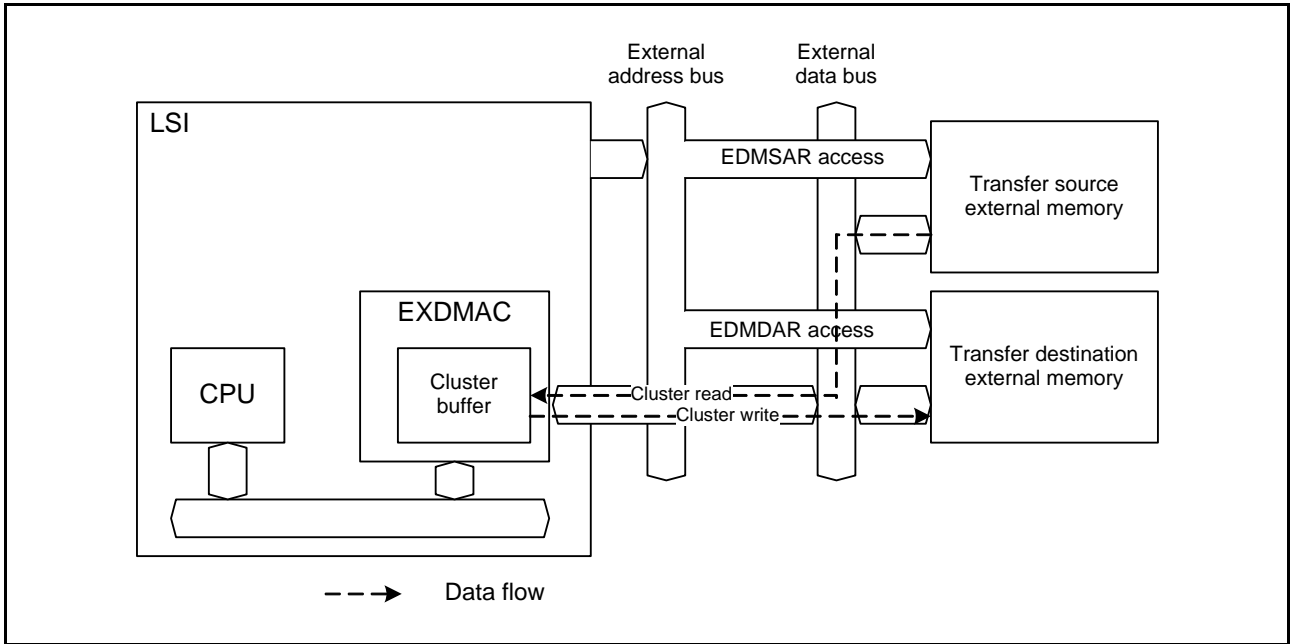 External
address bus
External
data bus
LSI
EDMSAR access
Transfer source
external memory
EXDMAC
EDMDAR access
Transfer destination
external memory
CPU
Cluster
buffer
Cluster read
Cluster write
Data flow